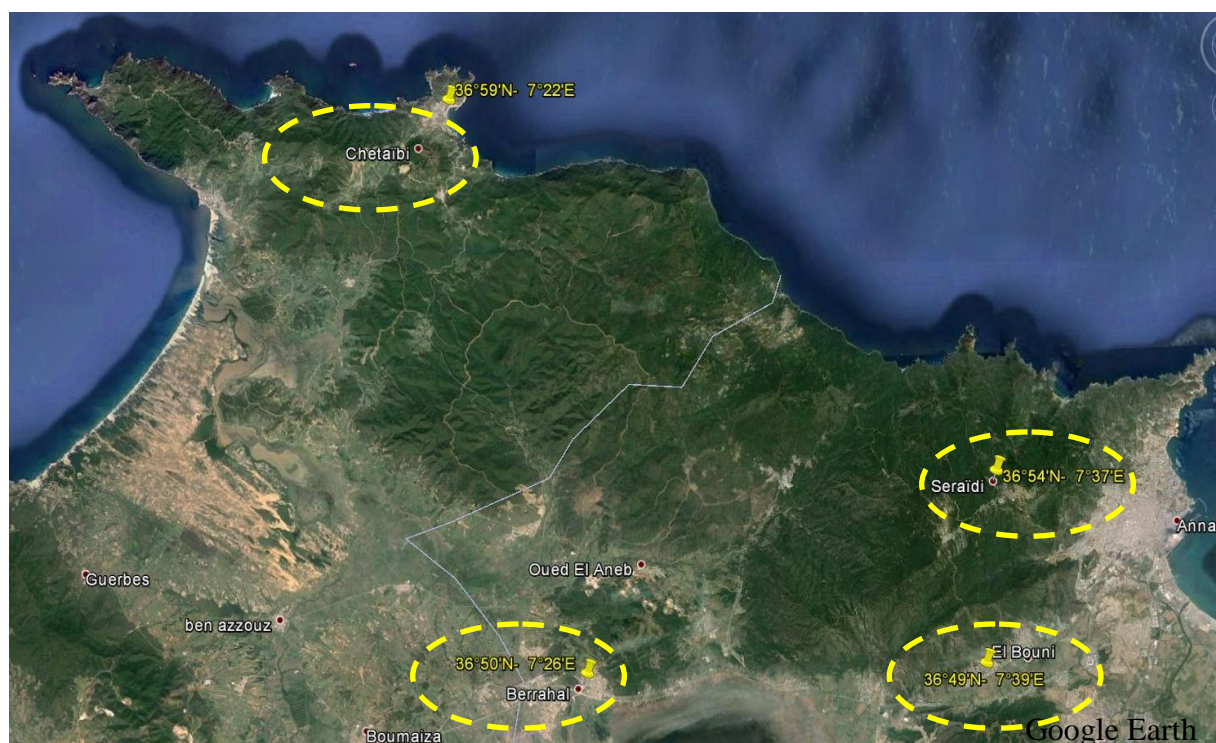 36°59'N-  7°22'E
Chetaïbi
36°54'N-  7°37'E
Seraïdi
Anna
Oued El Aneb
Guerbes
ben azzouz
El Bouni
36°50'N-  7°26'E
36°49'N-  7°39'E
Berrahal
Boumaiza
Google Earth